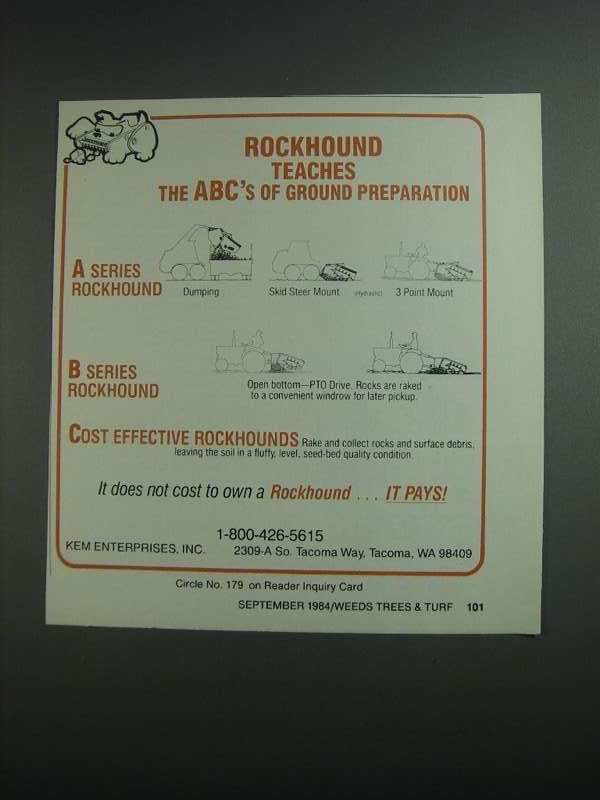 ROCKHOUND
TEACHES
THE ABC's OF GROUND PREPARATION
A SERIES
ROCKHOUND
Dumping
Skid Steer Mount
(Hydraulic)
3 Point Mount
B SERIES
ROCKHOUND
Open bottom—PTO Drive. Rocks are raked
to a convenient windrow for later pickup.
COST EFFECTIVE ROCKHOUNDS Rake and collect rocks and surface debris,
leaving the soil in a fluffy, level, seed-bed quality condition.
It does not cost to own a Rockhound . . . IT PAYS!
1-800-426-5615
KEM ENTERPRISES, INC. 2309-A So. Tacoma Way, Tacoma, WA 98409
Circle No. 179 on Reader Inquiry Card
SEPTEMBER 1984/WEEDS TREES & TURF 101